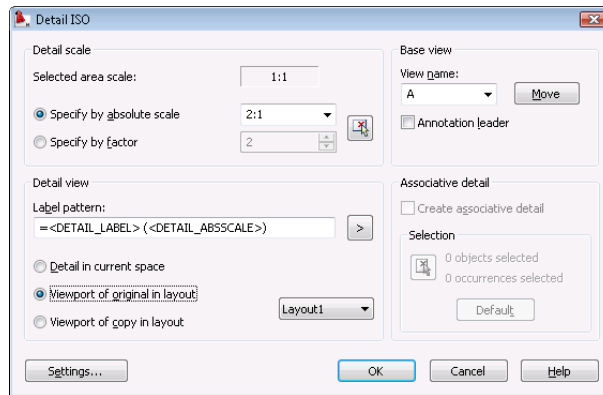 Detail ISO
Detail scale
Selected area scale:
1:1
Specify by absolute scale
2:1
Specify by factor
2
Base view
View name:
A
Move
Annotation leader
Detail view
Label pattern:
=<DETAIL_LABEL> (<DETAIL_ABSSCALE>)
>
Detail in current space
Viewport of original in layout
Viewport of copy in layout
Layout1
Associative detail
Create associative detail
Selection
0 objects selected
0 occurrences selected
Default
Settings...
OK
Cancel
Help